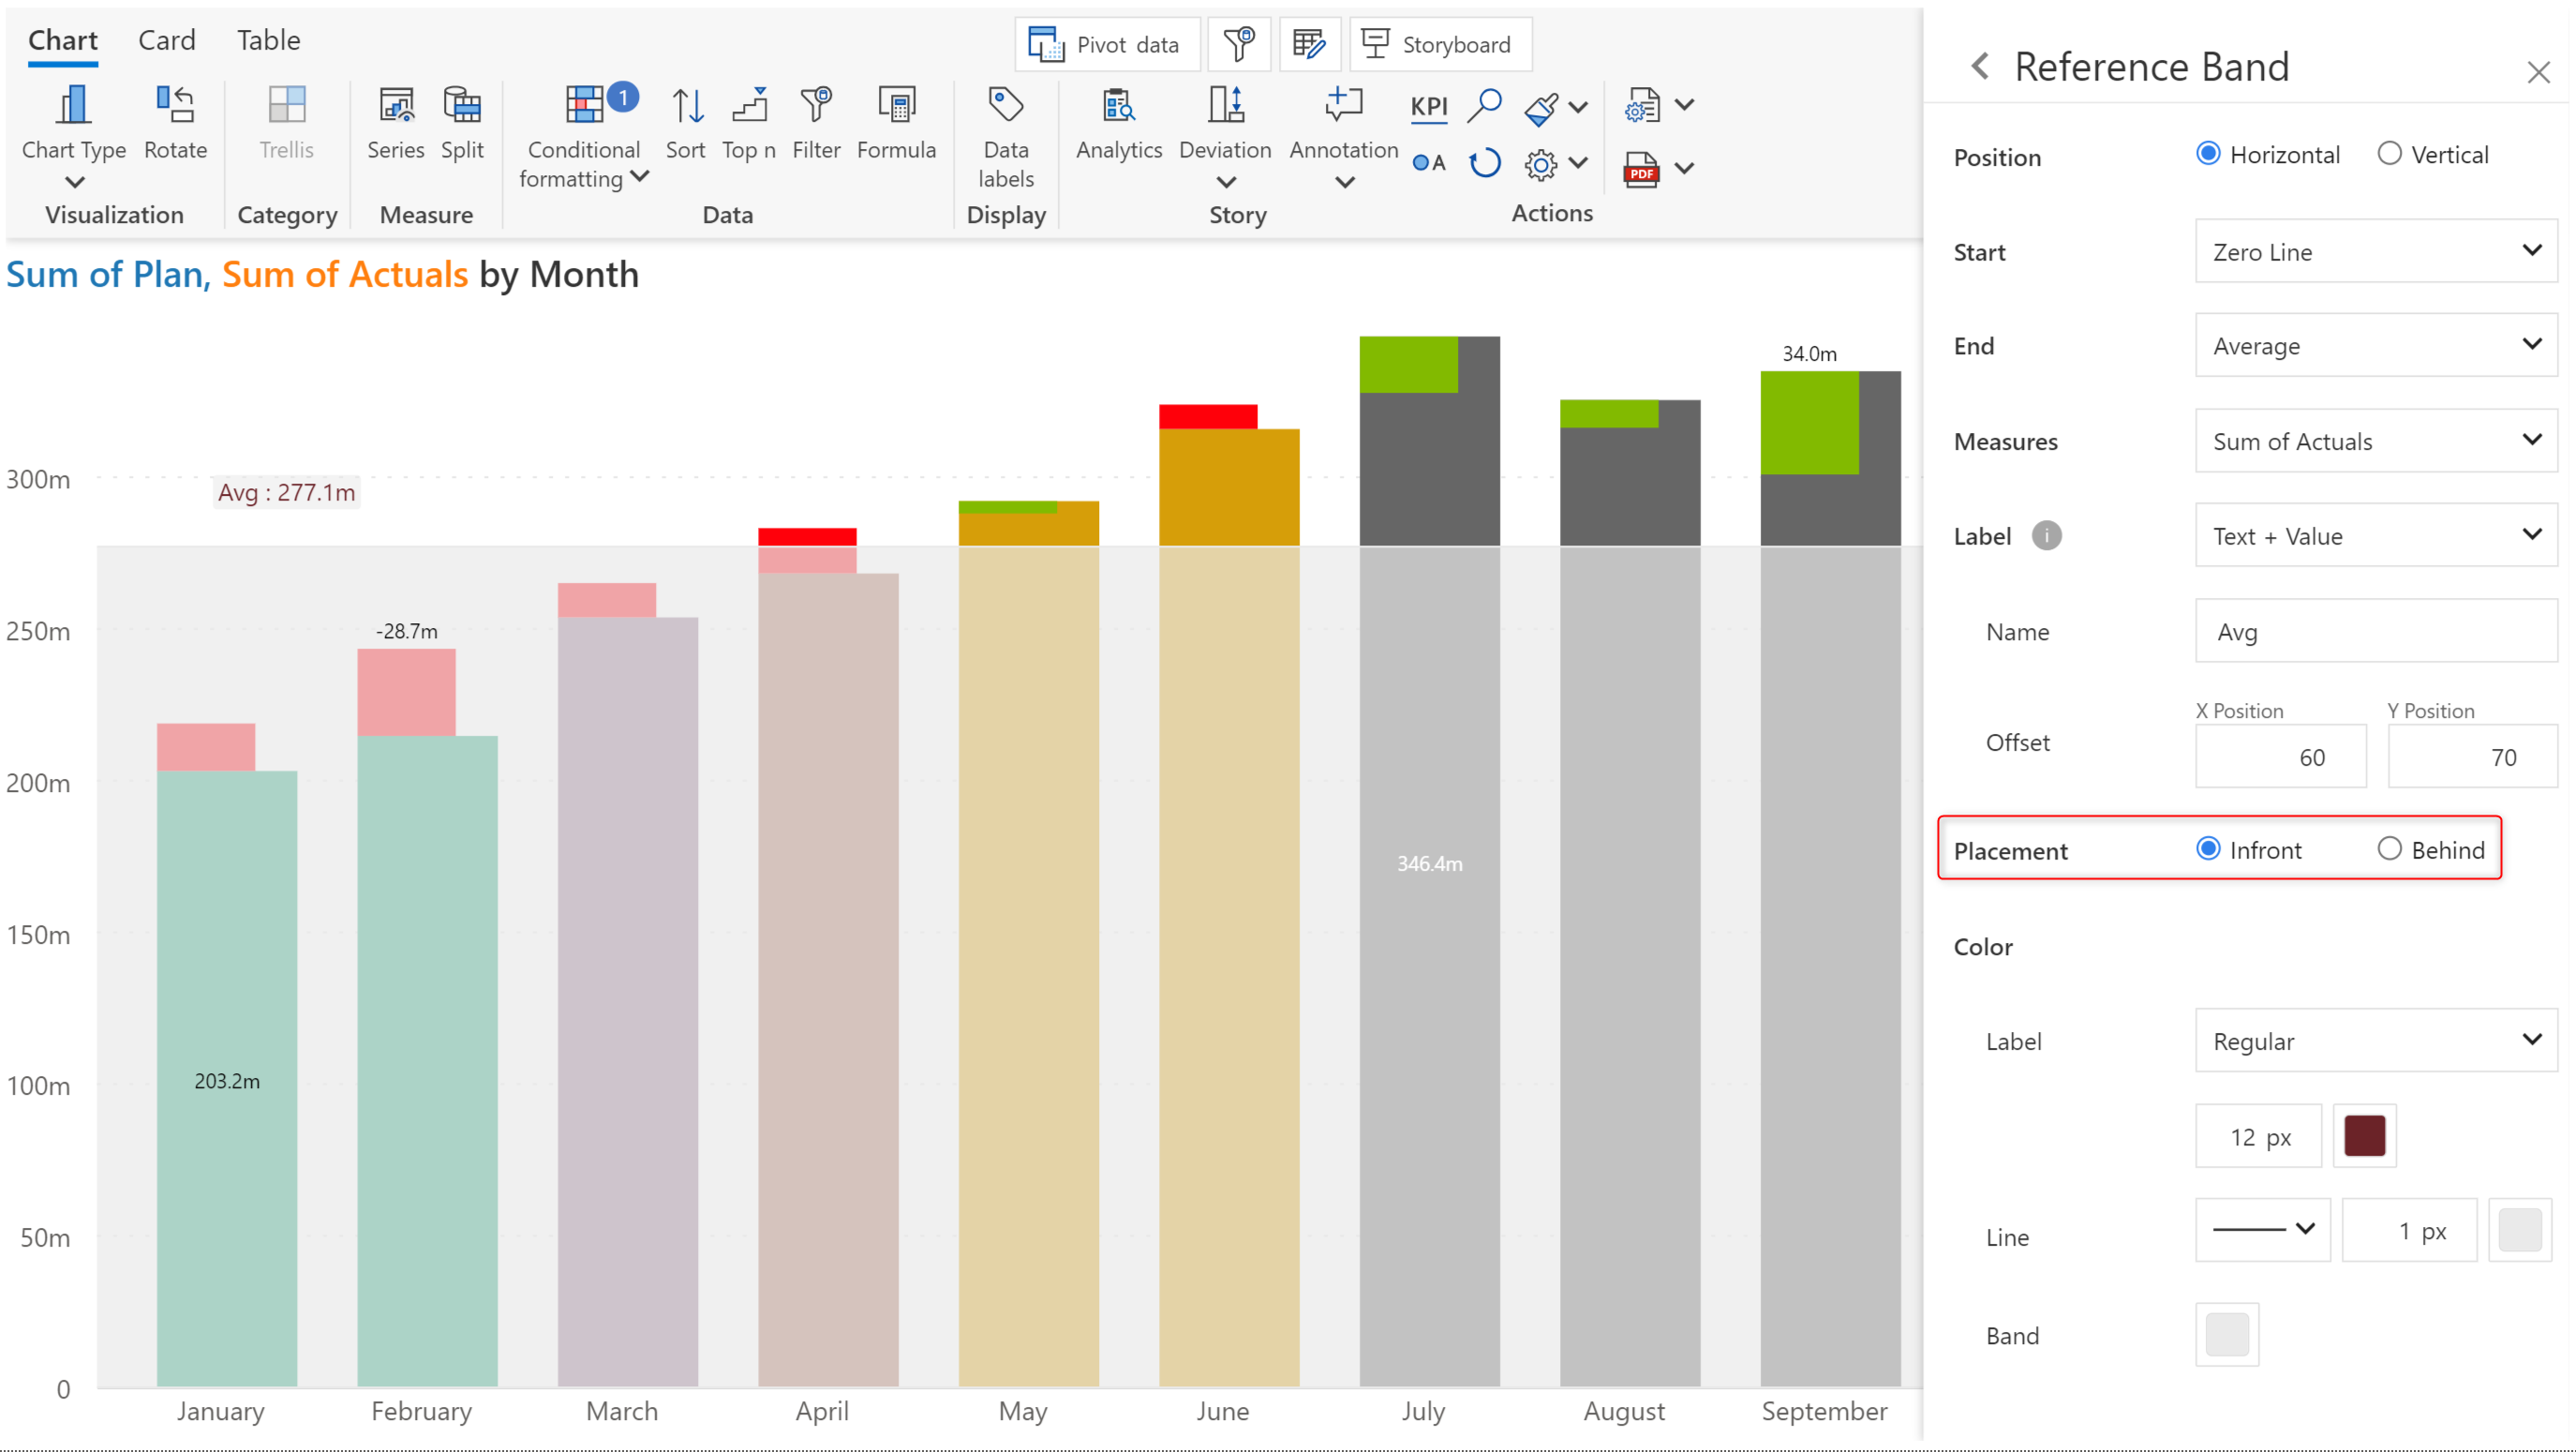 Chart Card Table
Pivot data Storyboard
Chart Type Rotate
Visualization
Trellis
Category
Series Split
Measure
Conditional
formatting
1
Sort Top n Filter Formula
Data
Data
labels
Display
Analytics Deviation Annotation
Story
KPI
A
PDF
Actions
Sum of Plan, Sum of Actuals by Month
34.0m
300m
Avg : 277.1m
250m
-28.7m
200m
346.4m
150m
203.2m
100m
50m
0
January February March April May June July August September
Reference Band
Position Horizontal Vertical
Start Zero Line
End Average
Measures Sum of Actuals
Label i Text + Value
Name Avg
X Position Y Position
Offset 60 70
Placement Infront Behind
Color
Label Regular
12 px
Line 1 px
Band